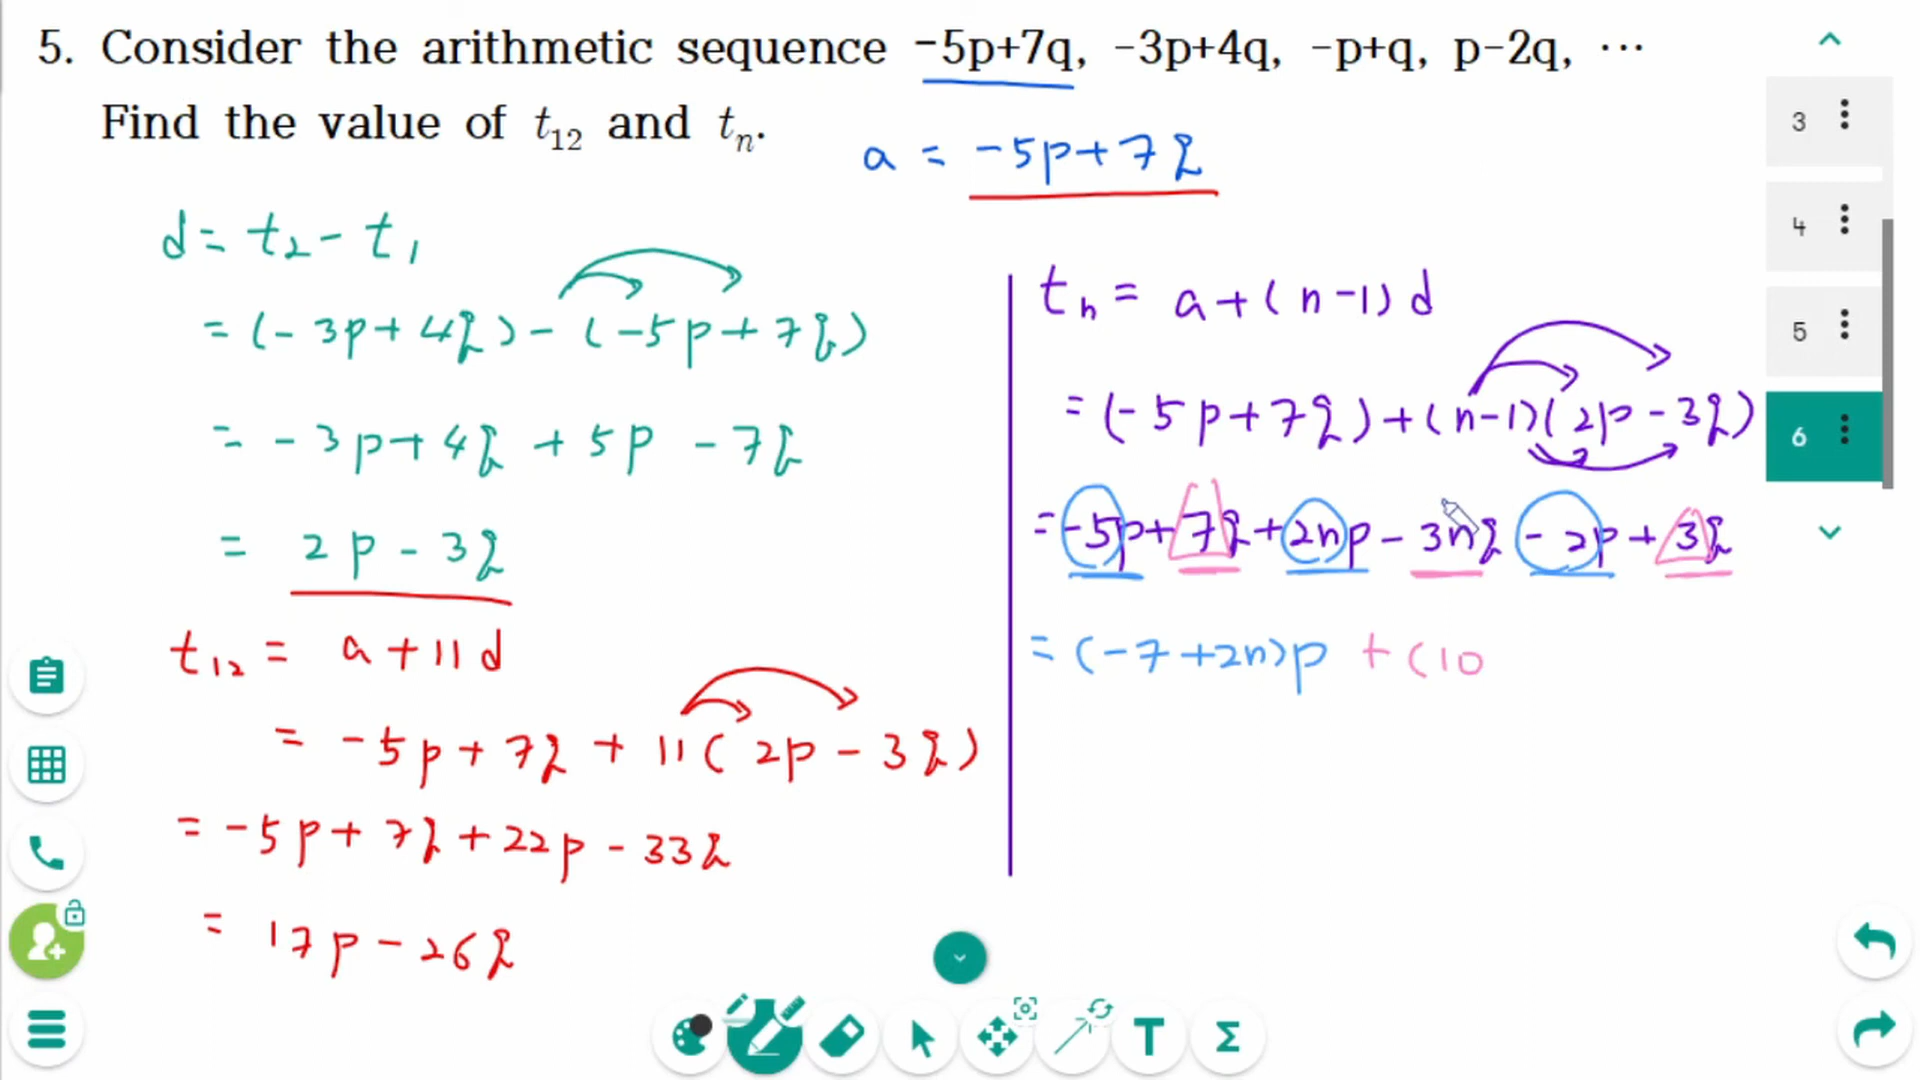 5. Consider the arithmetic sequence -5p+7q, -3p+4q, -p+q, p-2q, ⋯
Find the value of t₁₂ and tₙ.
a = -5p+7q
d = t₂ - t₁
= (-3p+4q) - (-5p+7q)
= -3p+4q + 5p - 7q
= 2p - 3q
t₁₂ = a + 11d
= -5p+7q + 11(2p - 3q)
= -5p+7q+22p-33q
= 17p-26q
tₙ = a+(n-1)d
= (-5p+7q)+(n-1)(2p-3q)
= -5p+7q+2np-3nq-2p+3q
= (-7+2n)p + (10
3
4
5
6
T
Σ